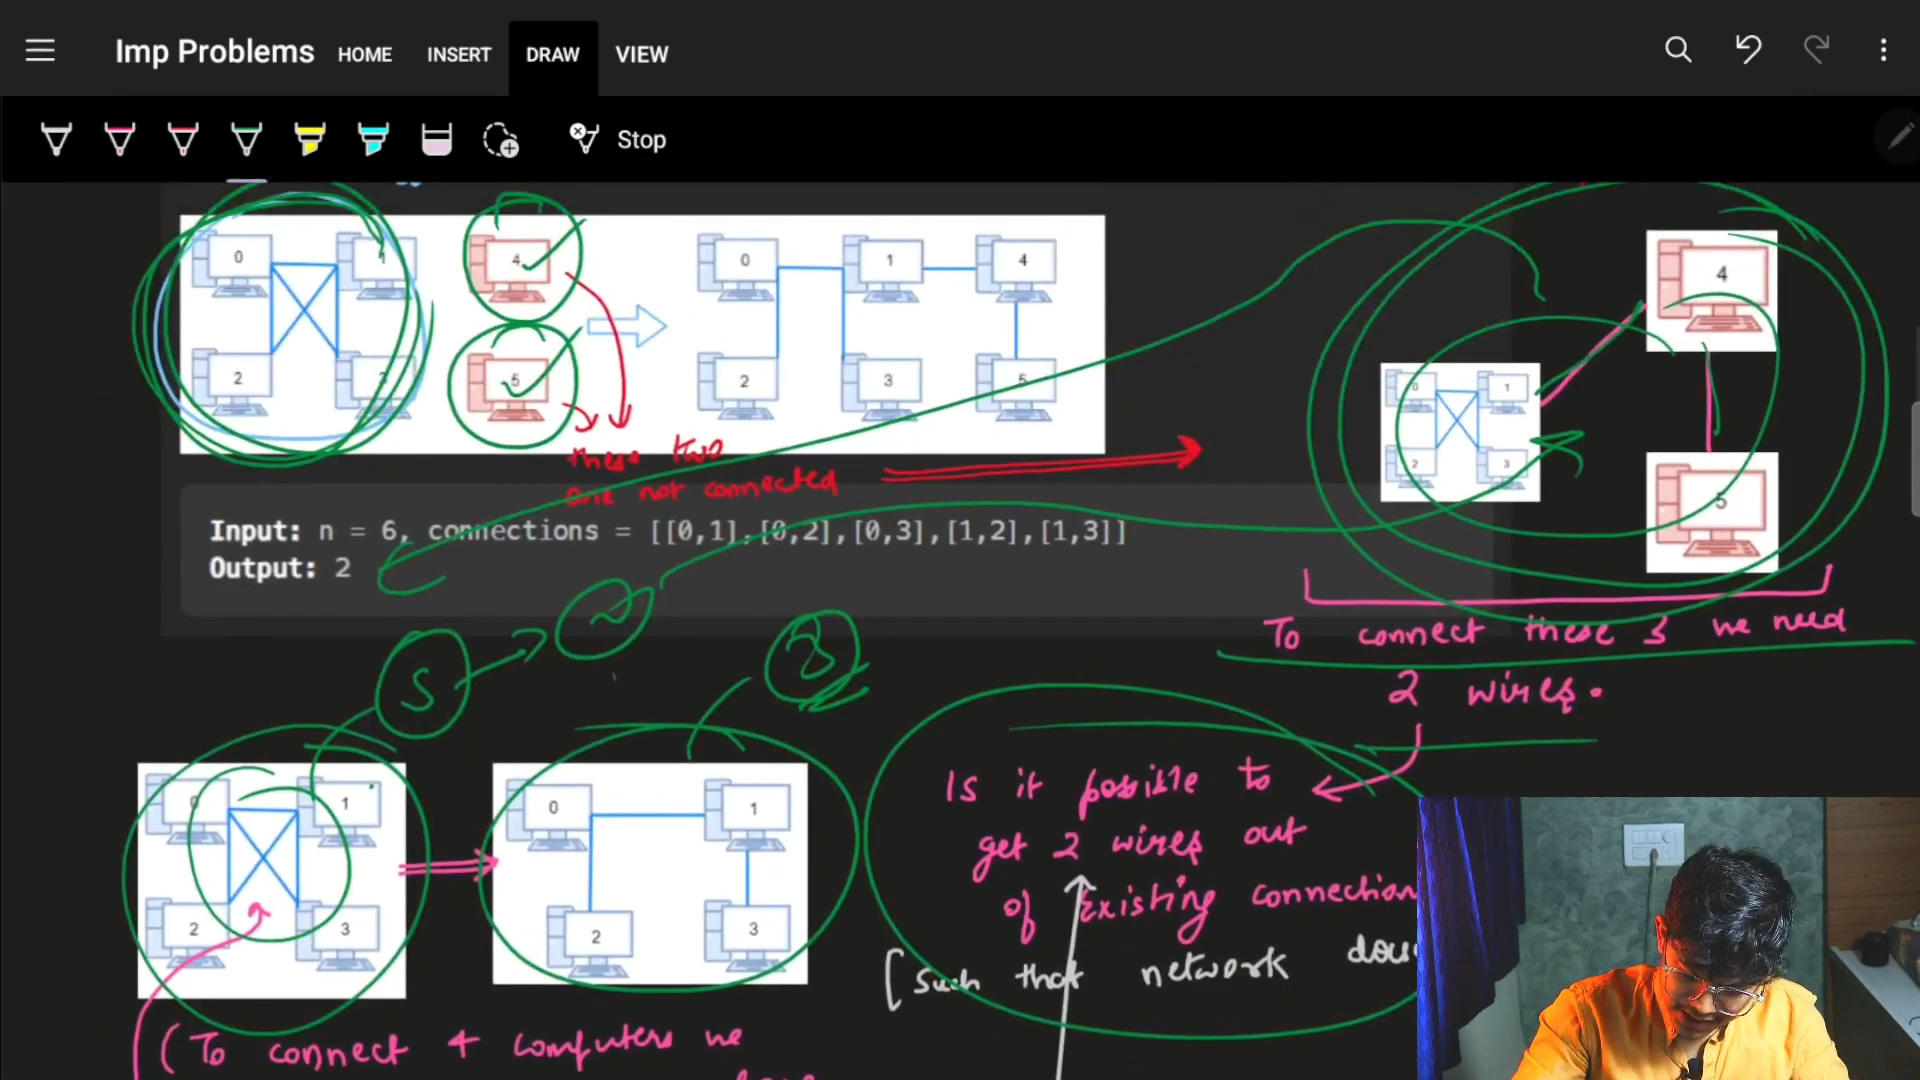 Imp Problems HOME INSERT DRAW VIEW
Stop
0 1 4 0 1 4
2 3 5 2 3 5
4
0 1
2 3
5
these two
are not connected
Input: n = 6, connections = [[0,1],[0,2],[0,3],[1,2],[1,3]]
Output: 2
To connect these 3 we need
2 wires.
5 2 3
0 1 0 1
2 3 2 3
Is it possible to
get 2 wires out
of existing connection
[such that network
(To connect 4 computers we